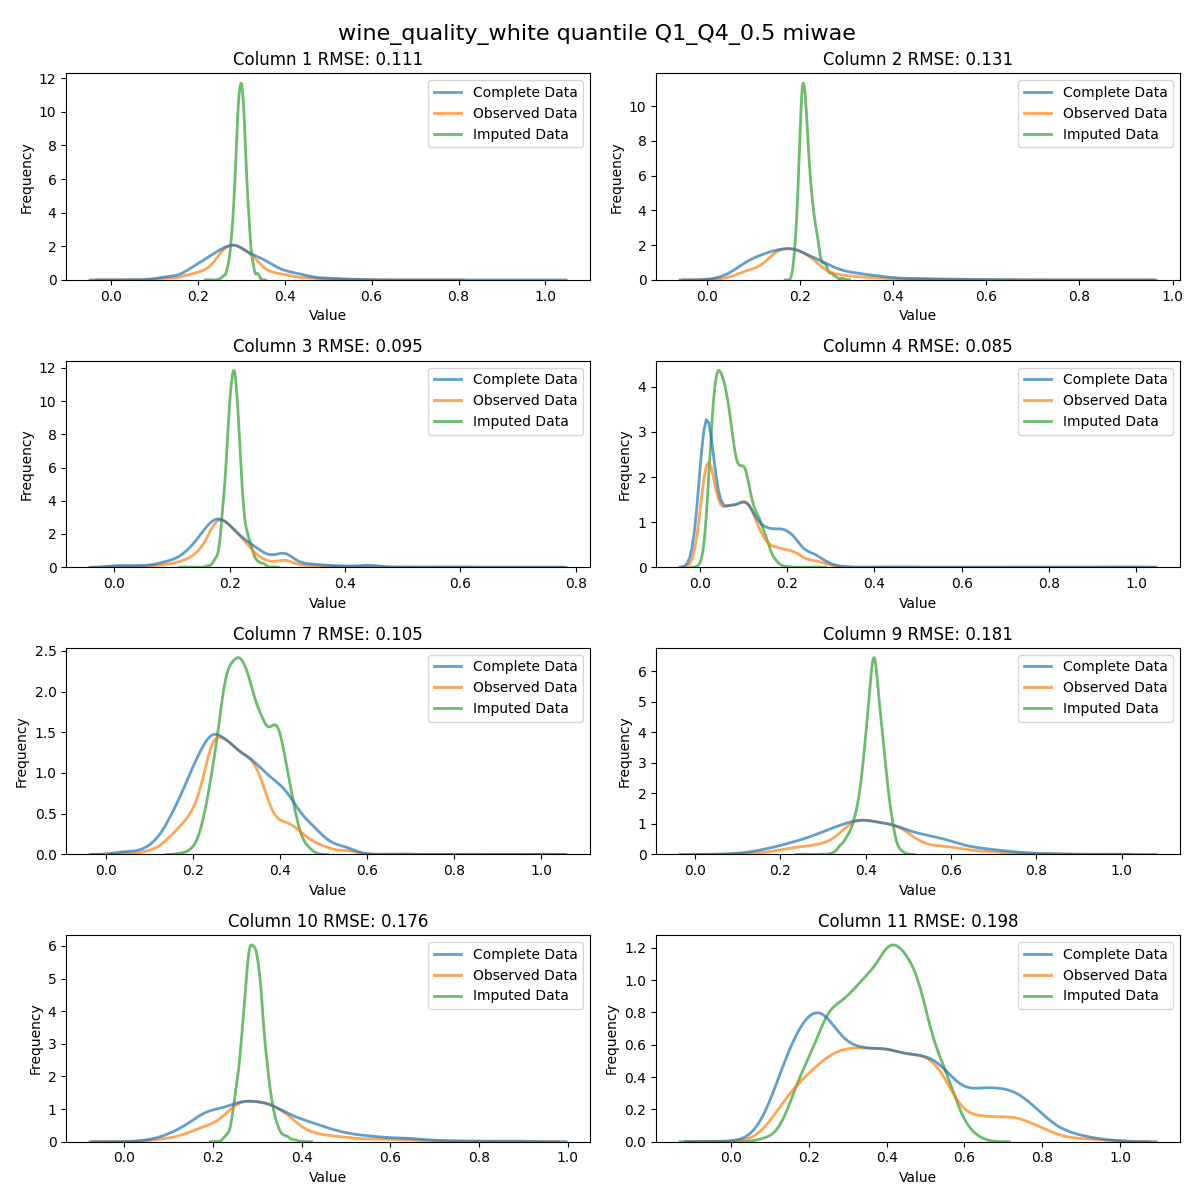 wine_quality_white quantile Q1_Q4_0.5 miwae
Column 1 RMSE: 0.111
Frequency
12
10
8
6
4
2
0
Complete Data
Observed Data
Imputed Data
0.0 0.2 0.4 0.6 0.8 1.0
Value
Column 2 RMSE: 0.131
Frequency
10
8
6
4
2
0
Complete Data
Observed Data
Imputed Data
0.0 0.2 0.4 0.6 0.8 1.0
Value
Column 3 RMSE: 0.095
Frequency
12
10
8
6
4
2
0
Complete Data
Observed Data
Imputed Data
0.0 0.2 0.4 0.6 0.8
Value
Column 4 RMSE: 0.085
Frequency
4
3
2
1
0
Complete Data
Observed Data
Imputed Data
0.0 0.2 0.4 0.6 0.8 1.0
Value
Column 7 RMSE: 0.105
Frequency
2.5
2.0
1.5
1.0
0.5
0.0
Complete Data
Observed Data
Imputed Data
0.0 0.2 0.4 0.6 0.8 1.0
Value
Column 9 RMSE: 0.181
Frequency
6
5
4
3
2
1
0
Complete Data
Observed Data
Imputed Data
0.0 0.2 0.4 0.6 0.8 1.0
Value
Column 10 RMSE: 0.176
Frequency
6
5
4
3
2
1
0
Complete Data
Observed Data
Imputed Data
0.0 0.2 0.4 0.6 0.8 1.0
Value
Column 11 RMSE: 0.198
Frequency
1.2
1.0
0.8
0.6
0.4
0.2
0.0
Complete Data
Observed Data
Imputed Data
0.0 0.2 0.4 0.6 0.8 1.0
Value